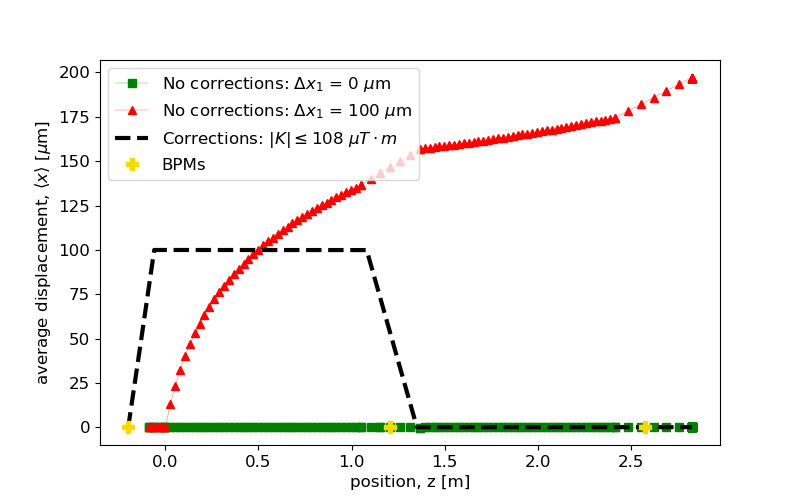 200
175
150
125
100
75
50
25
0
average displacement, ⟨x⟩ [μm]
No corrections: Δx₁ = 0 μm
No corrections: Δx₁ = 100 μm
Corrections: |K| ≤ 108 μT · m
BPMs
0.0 0.5 1.0 1.5 2.0 2.5
position, z [m]